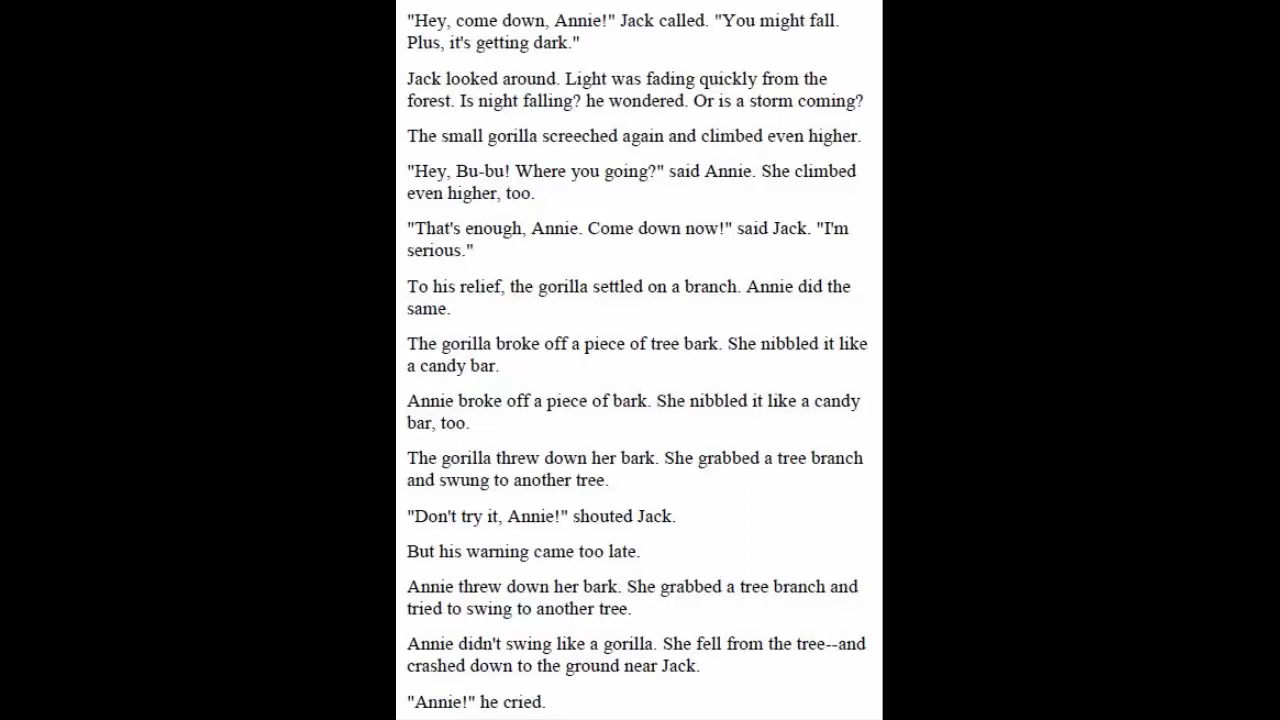 "Hey, come down, Annie!" Jack called. "You might fall.
Plus, it's getting dark."
Jack looked around. Light was fading quickly from the
forest. Is night falling? he wondered. Or is a storm coming?
The small gorilla screeched again and climbed even higher.
"Hey, Bu-bu! Where you going?" said Annie. She climbed
even higher, too.
"That's enough, Annie. Come down now!" said Jack. "I'm
serious."
To his relief, the gorilla settled on a branch. Annie did the
same.
The gorilla broke off a piece of tree bark. She nibbled it like
a candy bar.
Annie broke off a piece of bark. She nibbled it like a candy
bar, too.
The gorilla threw down her bark. She grabbed a tree branch
and swung to another tree.
"Don't try it, Annie!" shouted Jack.
But his warning came too late.
Annie threw down her bark. She grabbed a tree branch and
tried to swing to another tree.
Annie didn't swing like a gorilla. She fell from the tree--and
crashed down to the ground near Jack.
"Annie!" he cried.